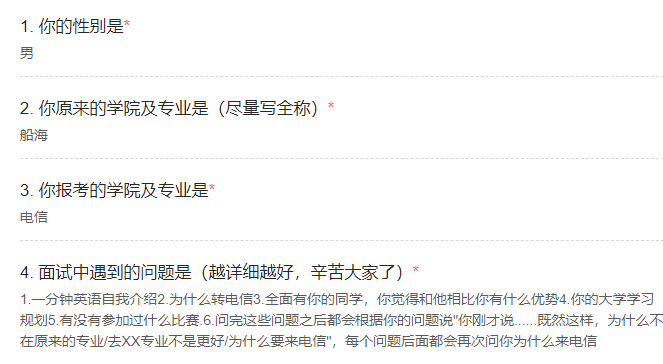 1. 你的性别是*
男
2. 你原来的学院及专业是（尽量写全称）*
船海
3. 你报考的学院及专业是*
电信
4. 面试中遇到的问题是（越详细越好，辛苦大家了）*
1.一分钟英语自我介绍2.为什么转电信3.全面有你的同学，你觉得和他相比你有什么优势4.你的大学学习
规划5.有没有参加过什么比赛.6.问完这些问题之后都会根据你的问题说"你刚才说......既然这样，为什么不
在原来的专业/去XX专业不是更好/为什么要来电信"，每个问题后面都会再次问你为什么来电信